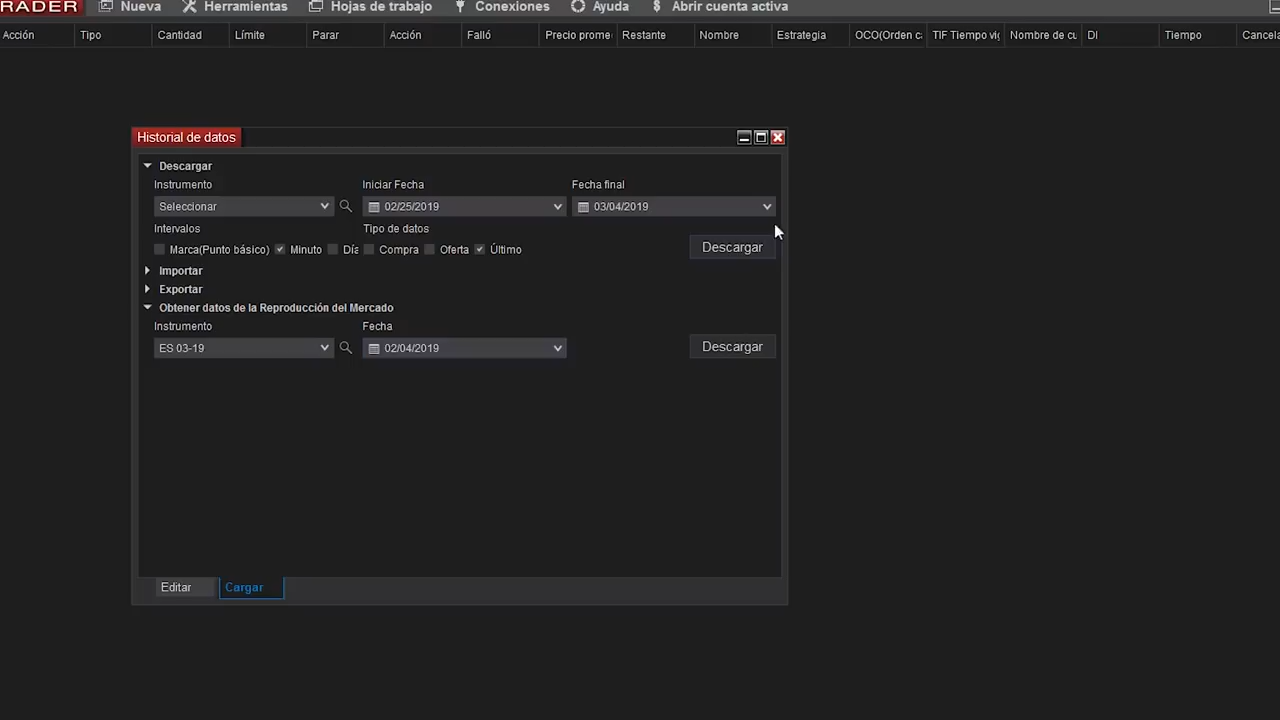 RADER Nueva Herramientas Hojas de trabajo Conexiones Ayuda $ Abrir cuenta activa
Acción Tipo Cantidad Límite Parar Acción Falló Precio prome Restante Nombre Estrategia OCO(Orden c TIF Tiempo vig Nombre de cu DI Tiempo Cancela
Historial de datos
Descargar
Instrumento Iniciar Fecha Fecha final
Seleccionar 02/25/2019 03/04/2019
Intervalos Tipo de datos
Marca(Punto básico) Minuto Día Compra Oferta Último Descargar
Importar
Exportar
Obtener datos de la Reproducción del Mercado
Instrumento Fecha
ES 03-19 02/04/2019 Descargar
Editar Cargar